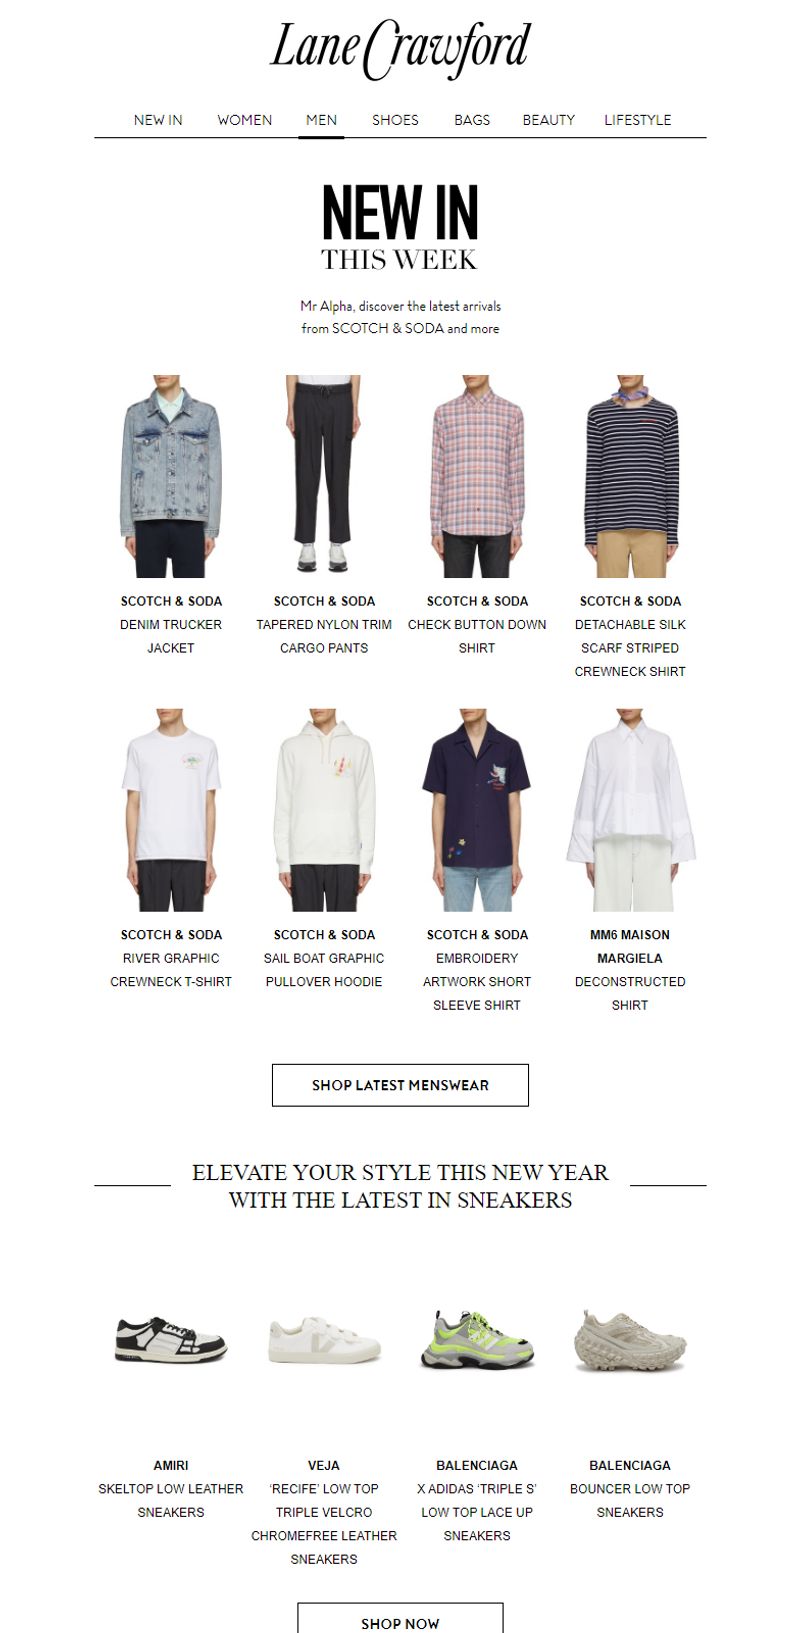 Lane Crawford
NEW IN WOMEN MEN SHOES BAGS BEAUTY LIFESTYLE
NEW IN
THIS WEEK
Mr Alpha, discover the latest arrivals
from SCOTCH & SODA and more
SCOTCH & SODA
DENIM TRUCKER
JACKET
SCOTCH & SODA
TAPERED NYLON TRIM
CARGO PANTS
SCOTCH & SODA
CHECK BUTTON DOWN
SHIRT
SCOTCH & SODA
DETACHABLE SILK
SCARF STRIPED
CREWNECK SHIRT
SCOTCH & SODA
RIVER GRAPHIC
CREWNECK T-SHIRT
SCOTCH & SODA
SAIL BOAT GRAPHIC
PULLOVER HOODIE
SCOTCH & SODA
EMBROIDERY
ARTWORK SHORT
SLEEVE SHIRT
MM6 MAISON
MARGIELA
DECONSTRUCTED
SHIRT
SHOP LATEST MENSWEAR
ELEVATE YOUR STYLE THIS NEW YEAR
WITH THE LATEST IN SNEAKERS
AMIRI
SKELTOP LOW LEATHER
SNEAKERS
VEJA
‘RECIFE’ LOW TOP
TRIPLE VELCRO
CHROMEFREE LEATHER
SNEAKERS
BALENCIAGA
X ADIDAS ‘TRIPLE S’
LOW TOP LACE UP
SNEAKERS
BALENCIAGA
BOUNCER LOW TOP
SNEAKERS
SHOP NOW